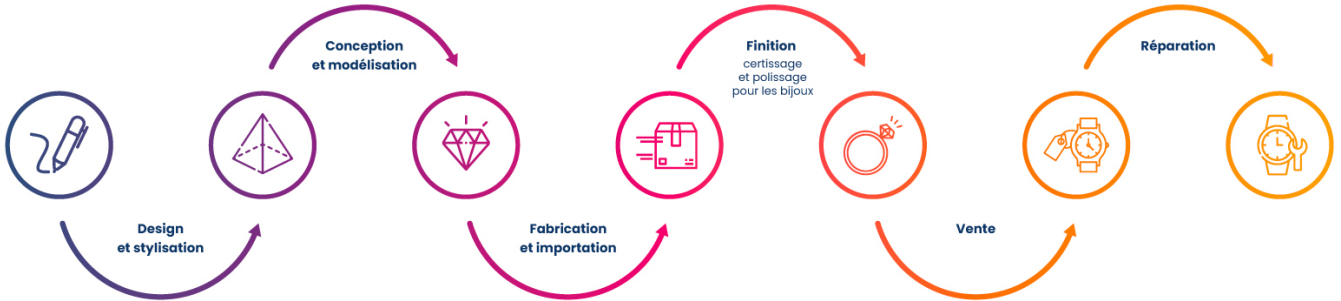 Design
et stylisation
Conception
et modélisation
Fabrication
et importation
Finition
certissage
et polissage
pour les bijoux
Vente
Réparation